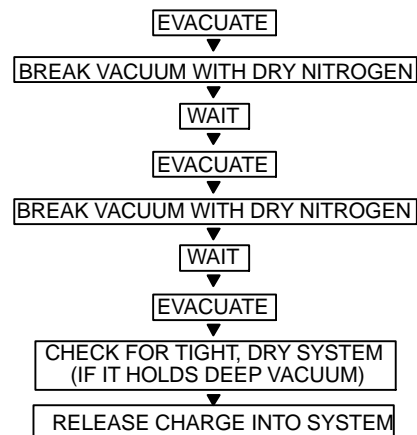 EVACUATE
BREAK VACUUM WITH DRY NITROGEN
WAIT
EVACUATE
BREAK VACUUM WITH DRY NITROGEN
WAIT
EVACUATE
CHECK FOR TIGHT, DRY SYSTEM
(IF IT HOLDS DEEP VACUUM)
RELEASE CHARGE INTO SYSTEM